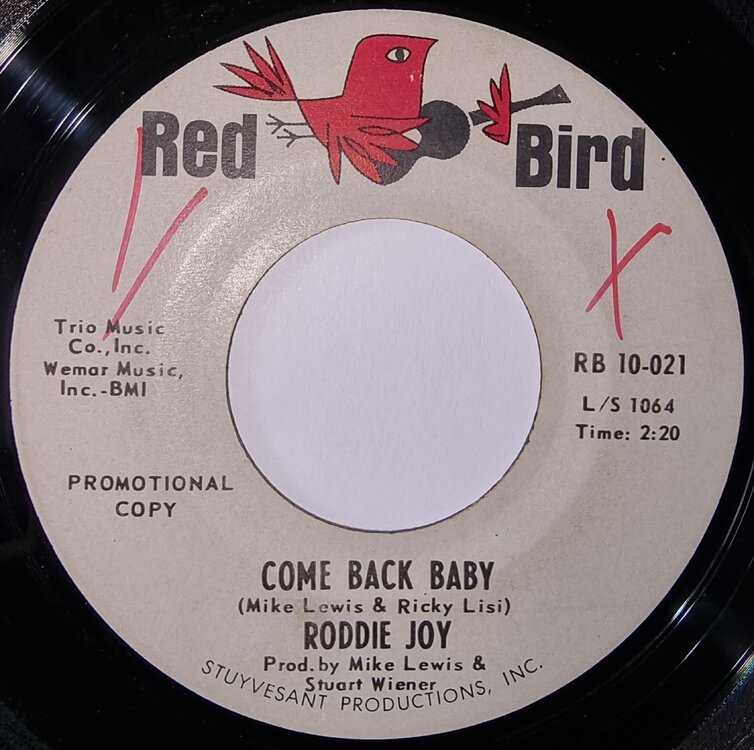 Red Bird
Trio Music
Co., Inc.
Wemar Music,
Inc.-BMI
RB 10-021
L/S 1064
Time: 2:20
PROMOTIONAL
COPY
COME BACK BABY
(Mike Lewis & Ricky Lisi)
RODDIE JOY
Prod. by Mike Lewis &
Stuart Wiener
STUYVESANT PRODUCTIONS, INC.